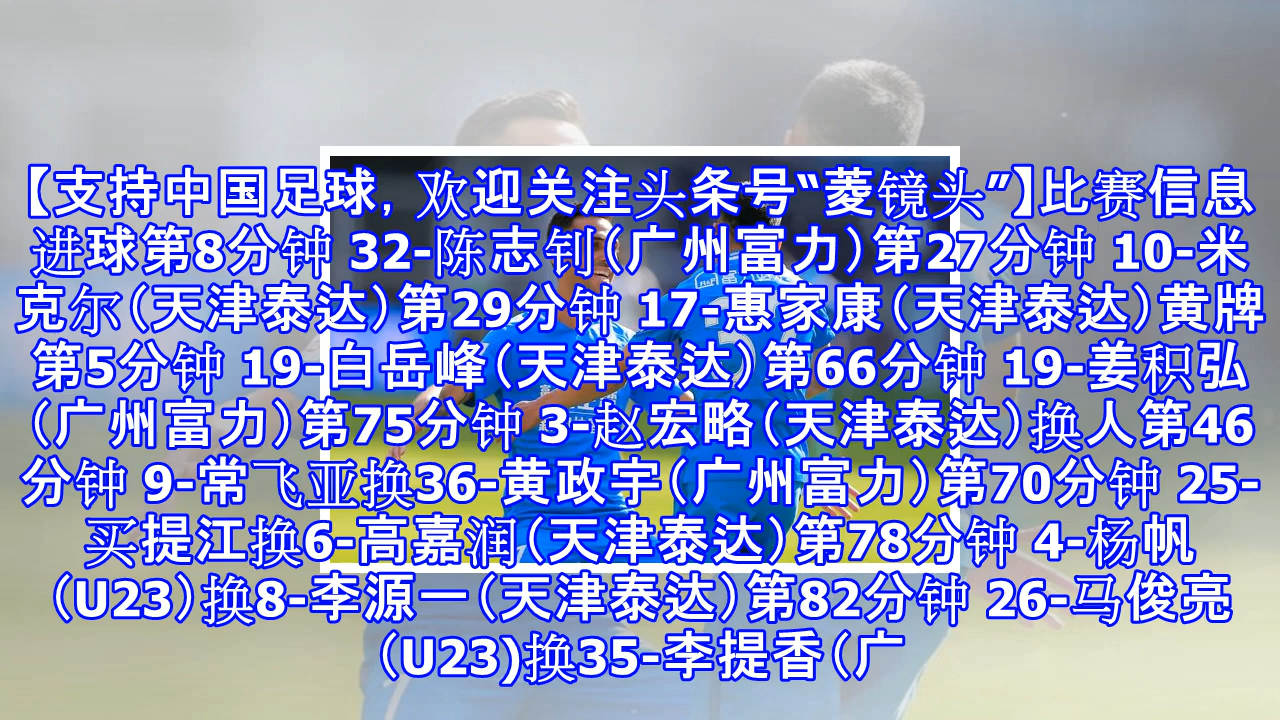 【支持中国足球，欢迎关注头条号“菱镜头”】比赛信息
进球第8分钟 32-陈志钊（广州富力）第27分钟 10-米
克尔（天津泰达）第29分钟 17-惠家康（天津泰达）黄牌
第5分钟 19-白岳峰（天津泰达）第66分钟 19-姜积弘
（广州富力）第75分钟 3-赵宏略（天津泰达）换人第46
分钟 9-常飞亚换36-黄政宇（广州富力）第70分钟 25-
买提江换6-高嘉润（天津泰达）第78分钟 4-杨帆
（U23）换8-李源一（天津泰达）第82分钟 26-马俊亮
（U23)换35-李提香（广